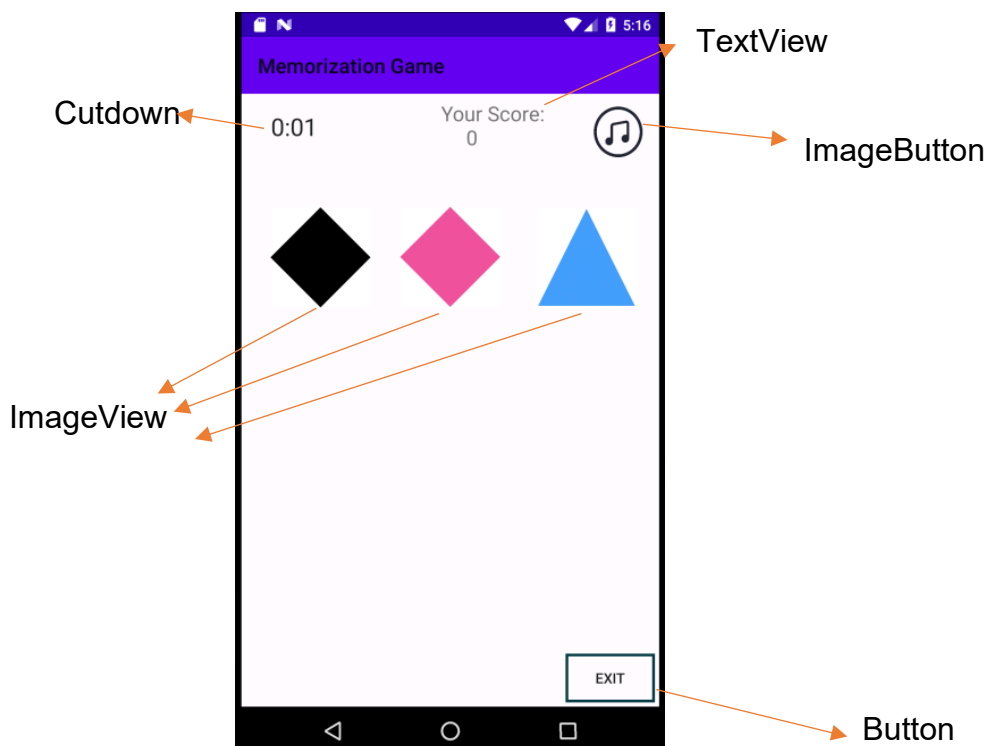 5:16
TextView
Memorization Game
Cutdown
0:01
Your Score:
0
ImageButton
ImageView
EXIT
Button